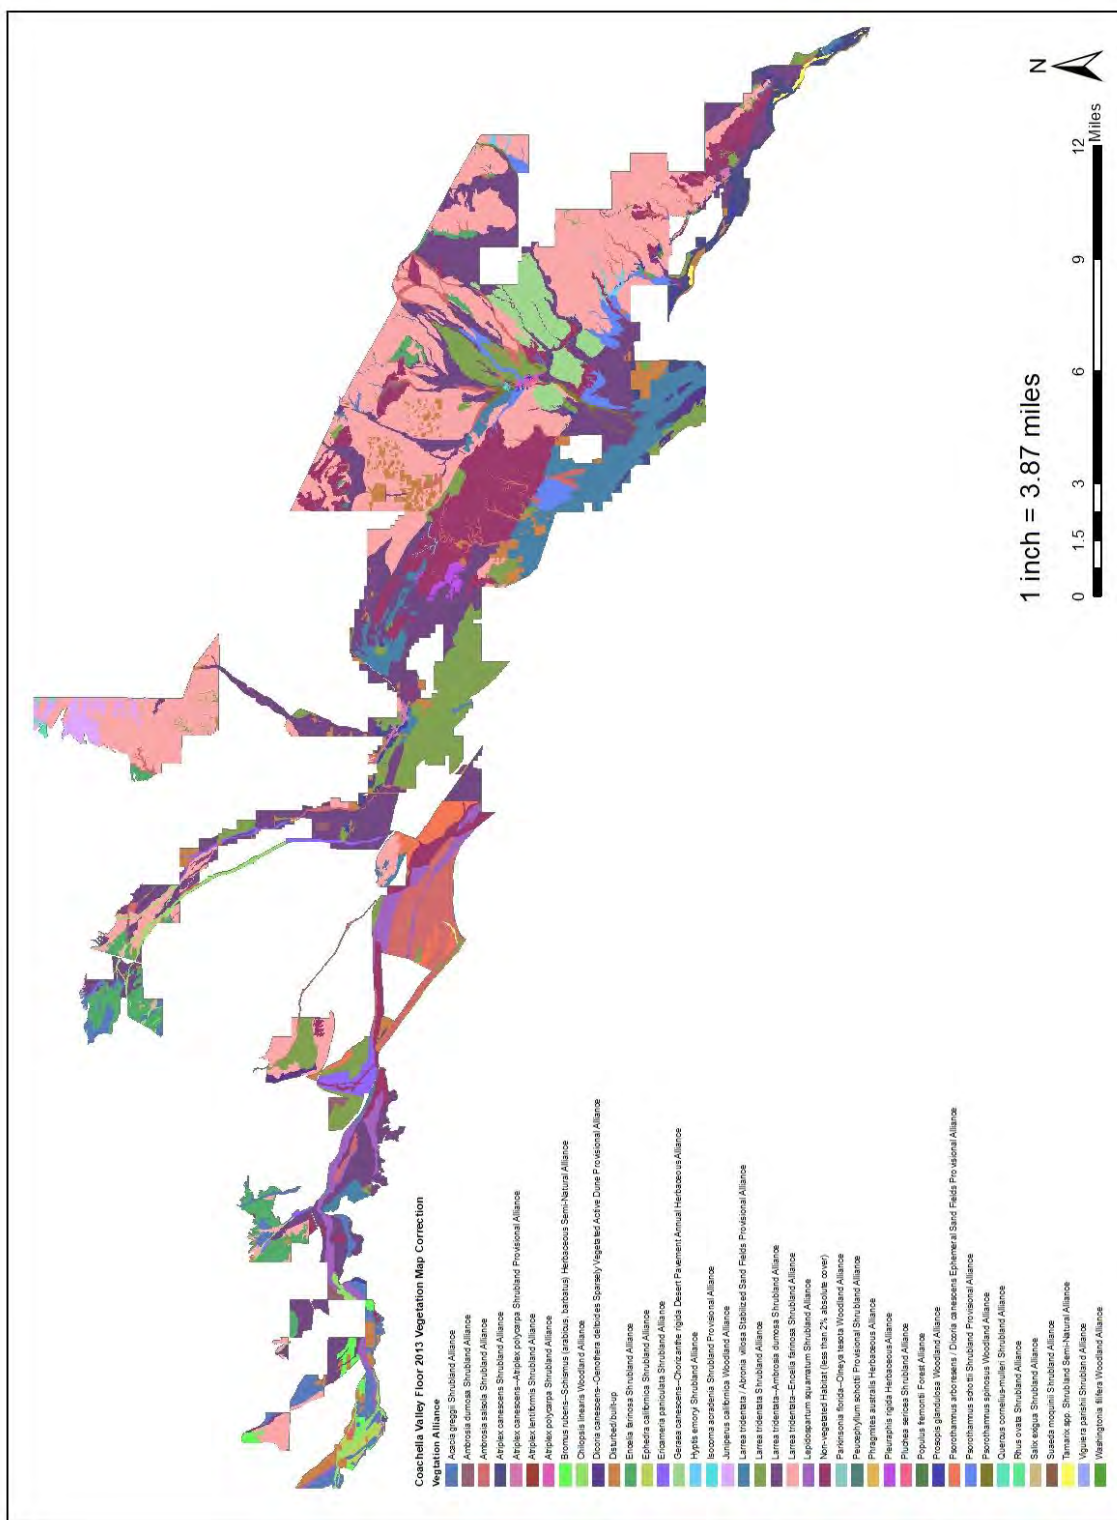 Coachella Valley Floor 2013 Vegetation Map Correction
Vegtation Alliance
Acacia greggii Shrubland Alliance
Ambrosia dumosa Shrubland Alliance
Ambrosia salsola Shrubland Alliance
Atriplex canescens Shrubland Alliance
Atriplex canescens--Atriplex polycarpa Shrubland Provisional Alliance
Atriplex lentiformis Shrubland Alliance
Atriplex polycarpa Shrubland Alliance
Bromus rubens--Schismus (arabicus, barbatus) Herbaceous Semi-Natural Alliance
Chilopsis linearis Woodland Alliance
Dicoria canescens--Oenothera deltoides Sparsely Vegetated Active Dune Provisional Alliance
Disturbed/built-up
Encelia farinosa Shrubland Alliance
Ephedra californica Shrubland Alliance
Ericameria paniculata Shrubland Alliance
Geraea canescens--Chorizanthe rigida Desert Pavement Annual Herbaceous Alliance
Hyptis emoryi Shrubland Alliance
Isocoma acradenia Shrubland Provisional Alliance
Juniperus californica Woodland Alliance
Larrea tridentata / Abronia villosa Stabilized Sand Fields Provisional Alliance
Larrea tridentata Shrubland Alliance
Larrea tridentata--Ambrosia dumosa Shrubland Alliance
Larrea tridentata--Encelia farinosa Shrubland Alliance
Lepidospartum squamatum Shrubland Alliance
Non-vegetated Habitat (less than 2% absolute cover)
Parkinsonia florida--Olneya tesota Woodland Alliance
Peucephyllum schottii Provisional Shrubland Alliance
Phragmites australis Herbaceous Alliance
Pleuraphis rigida Herbaceous Alliance
Pluchea sericea Shrubland Alliance
Populus fremontii Forest Alliance
Prosopis glandulosa Woodland Alliance
Psorothamnus arborescens / Dicoria canescens Ephemeral Sand Fields Provisional Alliance
Psorothamnus schottii Shrubland Provisional Alliance
Psorothamnus spinosus Woodland Alliance
Quercus cornelius-mulleri Shrubland Alliance
Rhus ovata Shrubland Alliance
Salix exigua Shrubland Alliance
Suaeda moquinii Shrubland Alliance
Tamarix spp. Shrubland Semi-Natural Alliance
Viguiera parishii Shrubland Alliance
Washingtonia filifera Woodland Alliance
1 inch = 3.87 miles
0 1.5 3 6 9 12
Miles
N